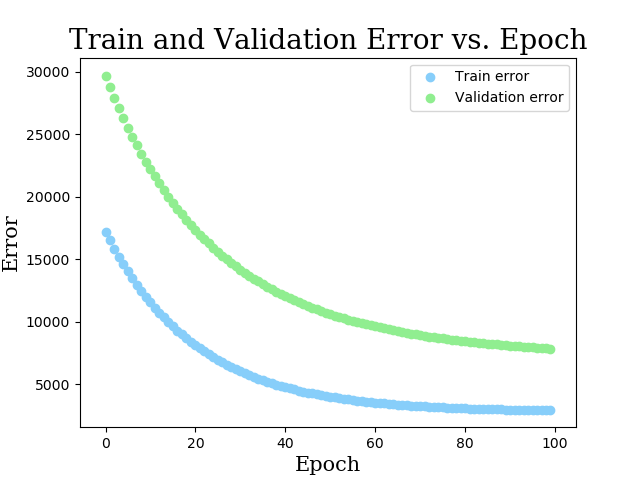 Train and Validation Error vs. Epoch
Train error
Validation error
30000
25000
20000
15000
10000
5000
Error
0 20 40 60 80 100
Epoch